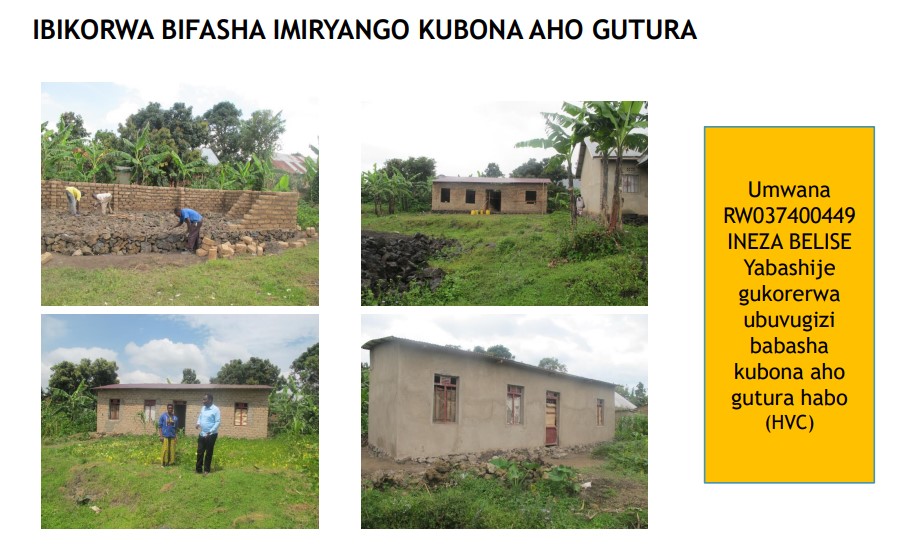 IBIKORWA BIFASHA IMIRYANGO KUBONA AHO GUTURA
Umwana
RW037400449
INEZA BELISE
Yabashije
gukorerwa
ubuvugizi
babasha
kubona aho
gutura habo
(HVC)